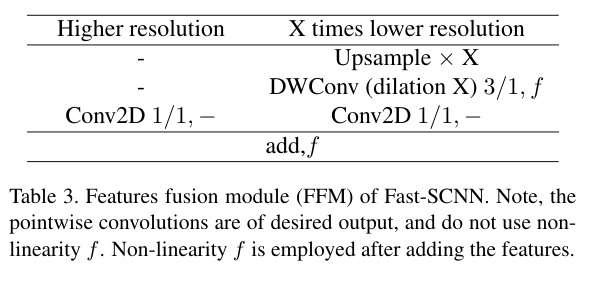 Higher resolution X times lower resolution
- Upsample × X
- DWConv (dilation X) 3/1, f
Conv2D 1/1, − Conv2D 1/1, −
add,f
Table 3. Features fusion module (FFM) of Fast-SCNN. Note, the
pointwise convolutions are of desired output, and do not use non-
linearity f. Non-linearity f is employed after adding the features.